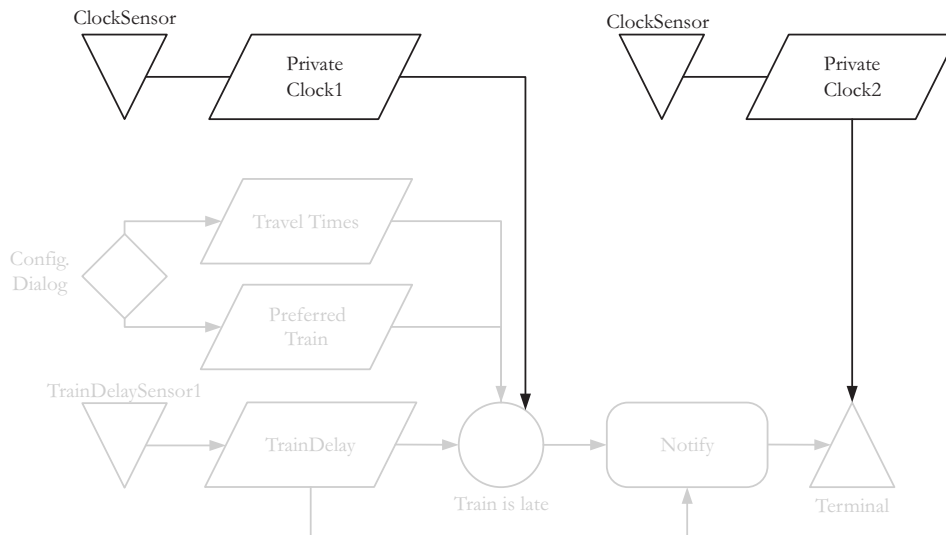 ClockSensor
Private
Clock1
ClockSensor
Private
Clock2
Travel Times
Config.
Dialog
Preferred
Train
TrainDelaySensor1
TrainDelay
Train is late
Notify
Terminal